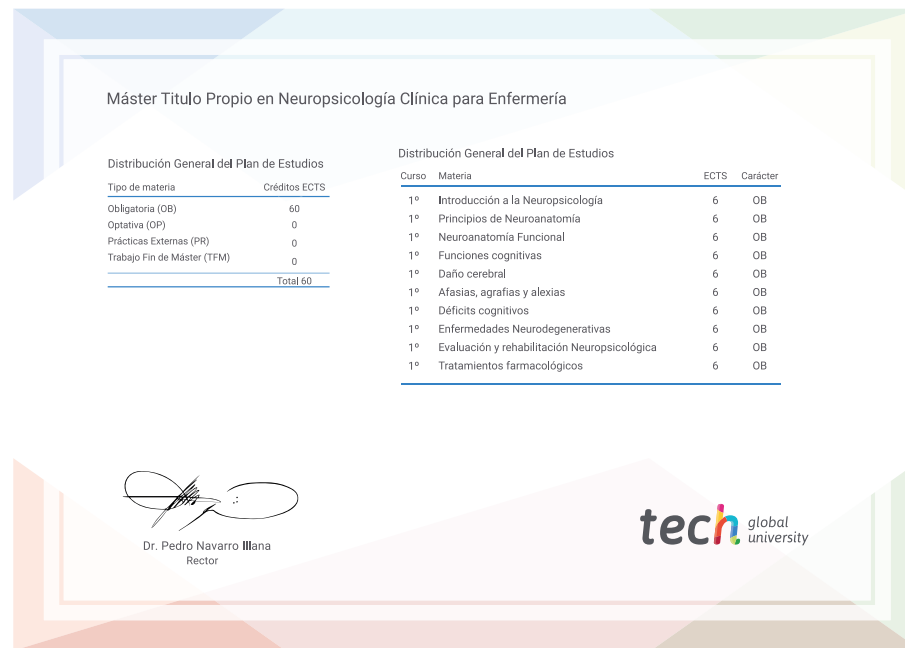 Máster Titulo Propio en Neuropsicología Clínica para Enfermería
Distribución General del Plan de Estudios
Tipo de materia Créditos ECTS
Obligatoria (OB) 60
Optativa (OP) 0
Prácticas Externas (PR) 0
Trabajo Fin de Máster (TFM) 0
Total 60
Distribución General del Plan de Estudios
Curso Materia ECTS Carácter
1º Introducción a la Neuropsicología 6 OB
1º Principios de Neuroanatomía 6 OB
1º Neuroanatomía Funcional 6 OB
1º Funciones cognitivas 6 OB
1º Daño cerebral 6 OB
1º Afasias, agrafias y alexias 6 OB
1º Déficits cognitivos 6 OB
1º Enfermedades Neurodegenerativas 6 OB
1º Evaluación y rehabilitación Neuropsicológica 6 OB
1º Tratamientos farmacológicos 6 OB
Dr. Pedro Navarro Illana
Rector
tech global
university